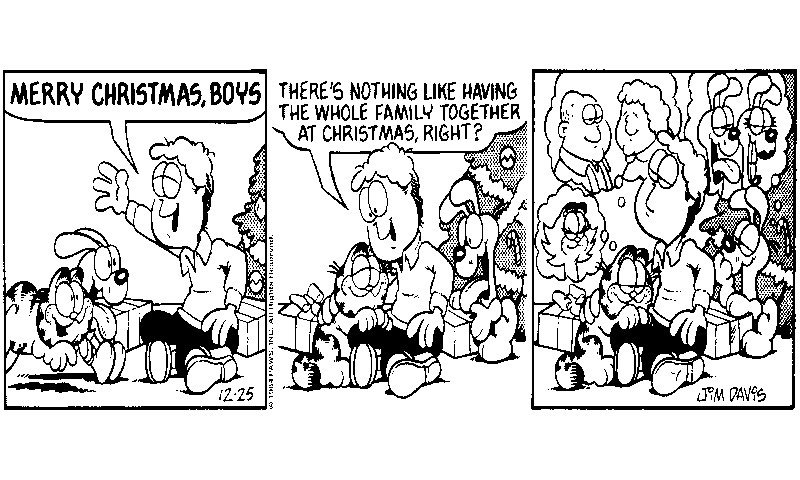 MERRY CHRISTMAS, BOYS
12-25
THERE'S NOTHING LIKE HAVING
THE WHOLE FAMILY TOGETHER
AT CHRISTMAS, RIGHT?
JIM DAVIS